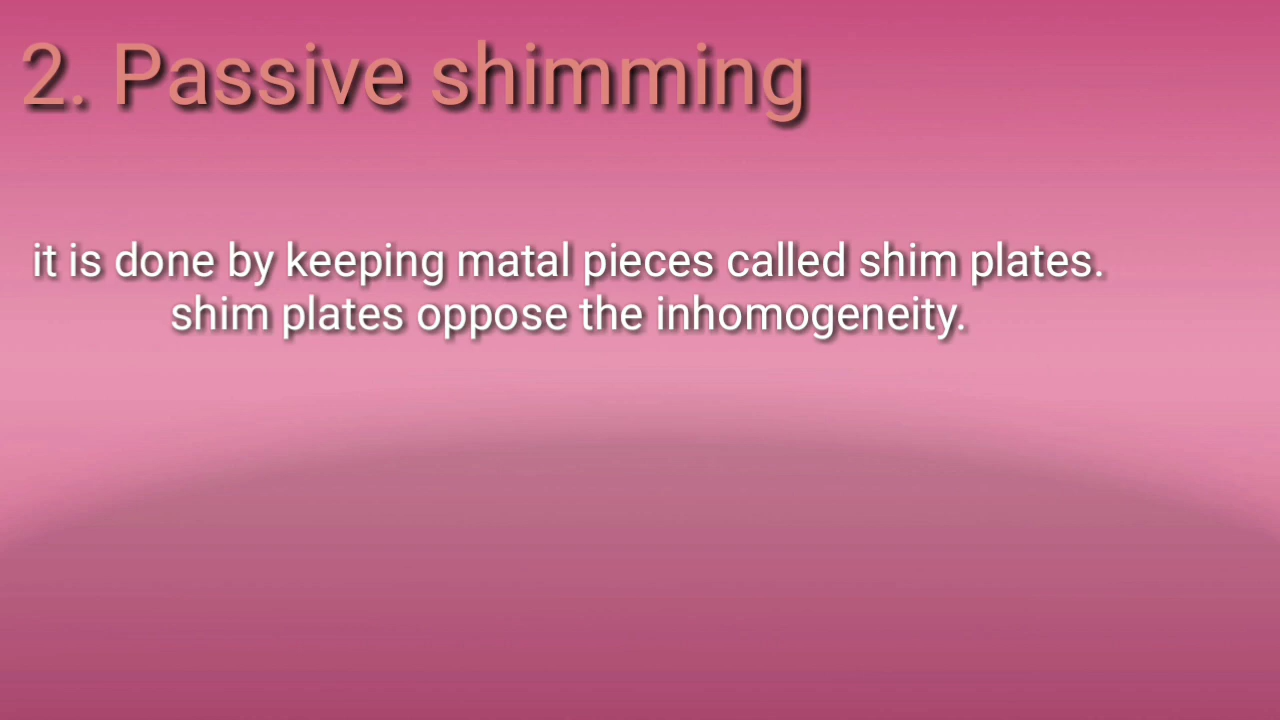 2. Passive shimming
it is done by keeping matal pieces called shim plates.
shim plates oppose the inhomogeneity.